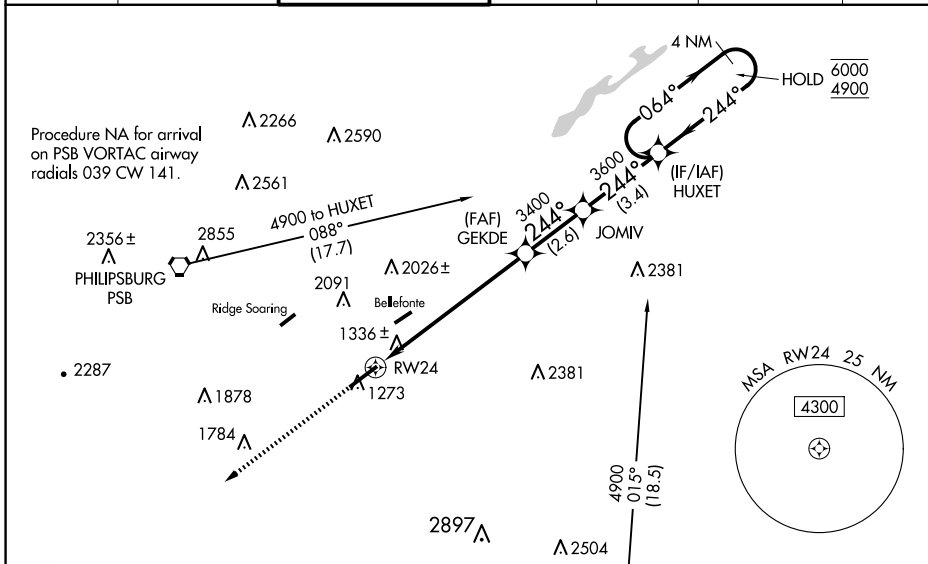 4 NM
HOLD
6000
4900
064°
244°
Procedure NA for arrival
on PSB VORTAC airway
radials 039 CW 141.
2266
2590
2561
3600
244°
(3.4)
(IF/IAF)
HUXET
4900 to HUXET
088°
(17.7)
3400
244°
(2.6)
(FAF)
GEKDE
JOMIV
2356 ±
2855
PHILIPSBURG
PSB
2026 ±
2381
2091
Ridge Soaring
Bellefonte
1336 ±
RW24
2287
2381
1273
1878
1784
MSA RW24 25 NM
4300
4900
015°
(18.5)
2897
2504